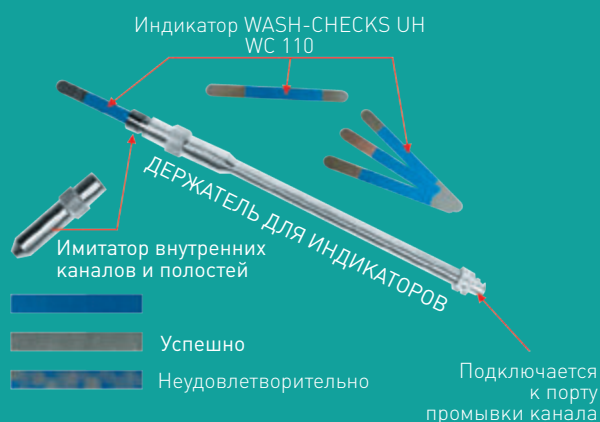 Индикатор WASH-CHECKS UH
WC 110
ДЕРЖАТЕЛЬ ДЛЯ ИНДИКАТОРОВ
Имитатор внутренних
каналов и полостей
Успешно
Неудовлетворительно
Подключается
к порту
промывки канала